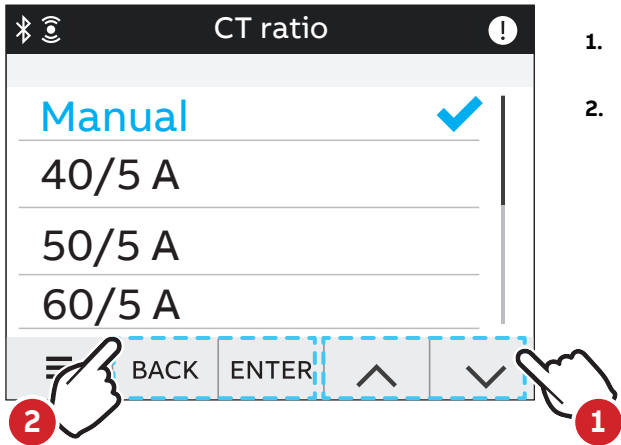 CT ratio
!
1.
Manual
2.
40/5 A
50/5 A
60/5 A
BACK ENTER
2 1